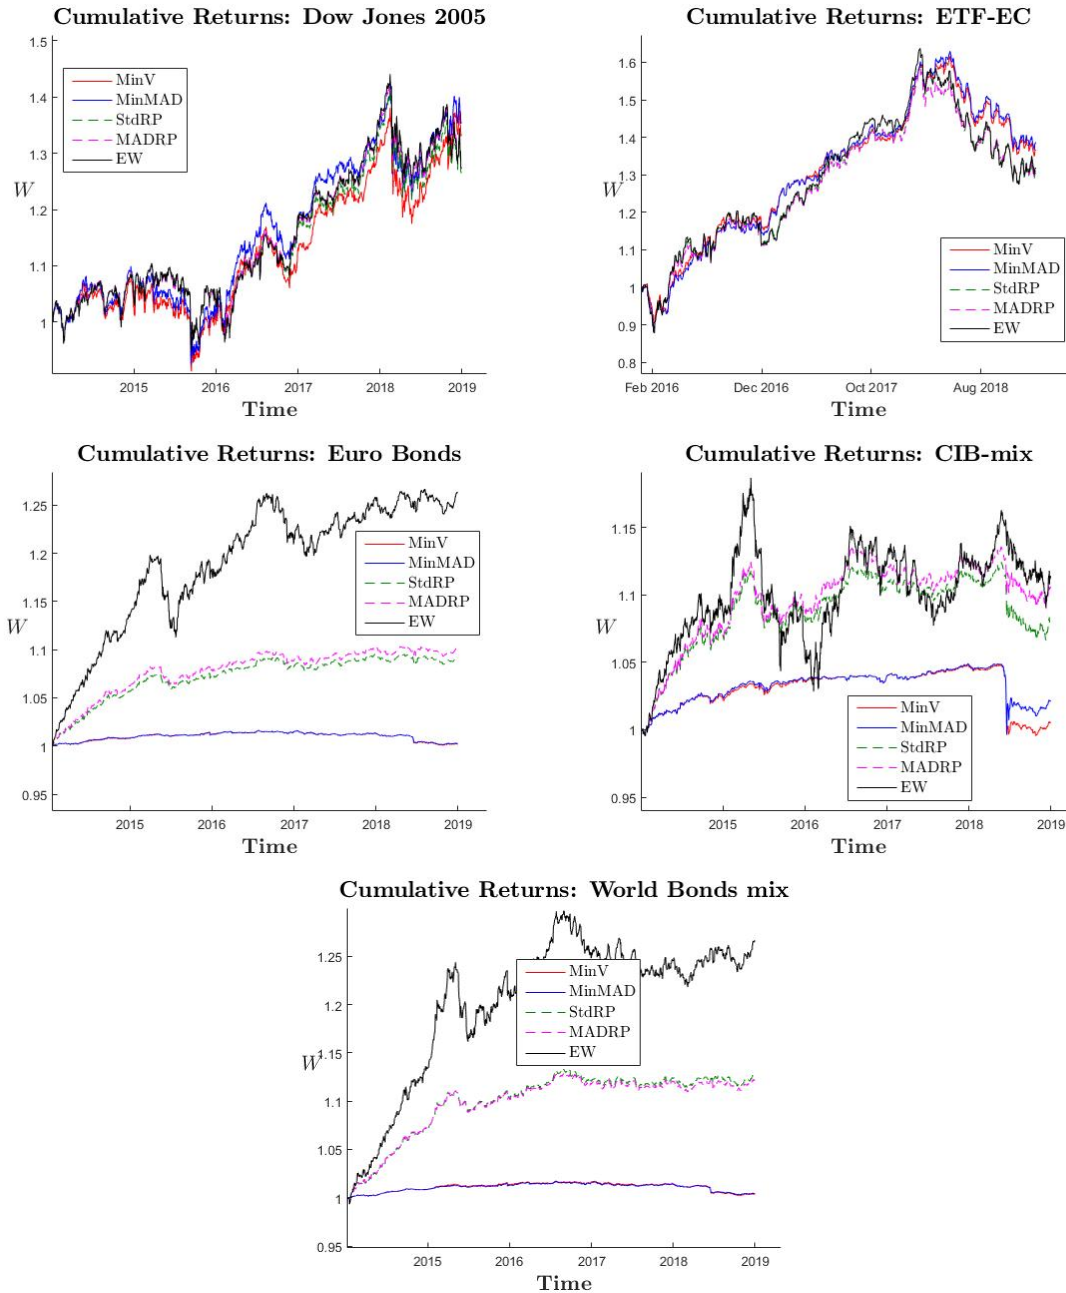 Cumulative Returns: Dow Jones 2005
1.5
1.4
1.3
1.2
1.1
1
W
MinV
MinMAD
StdRP
MADRP
EW
2015
2016
2017
2018
2019
Time
Cumulative Returns: ETF-EC
1.6
1.5
1.4
1.3
1.2
1.1
1
0.9
0.8
W
MinV
MinMAD
StdRP
MADRP
EW
Feb 2016
Dec 2016
Oct 2017
Aug 2018
Time
Cumulative Returns: Euro Bonds
1.25
1.2
1.15
1.1
1.05
1
0.95
W
MinV
MinMAD
StdRP
MADRP
EW
2015
2016
2017
2018
2019
Time
Cumulative Returns: CIB-mix
1.15
1.1
1.05
1
0.95
W
MinV
MinMAD
StdRP
MADRP
EW
2015
2016
2017
2018
2019
Time
Cumulative Returns: World Bonds mix
1.25
1.2
1.15
1.1
1.05
1
0.95
W
MinV
MinMAD
StdRP
MADRP
EW
2015
2016
2017
2018
2019
Time